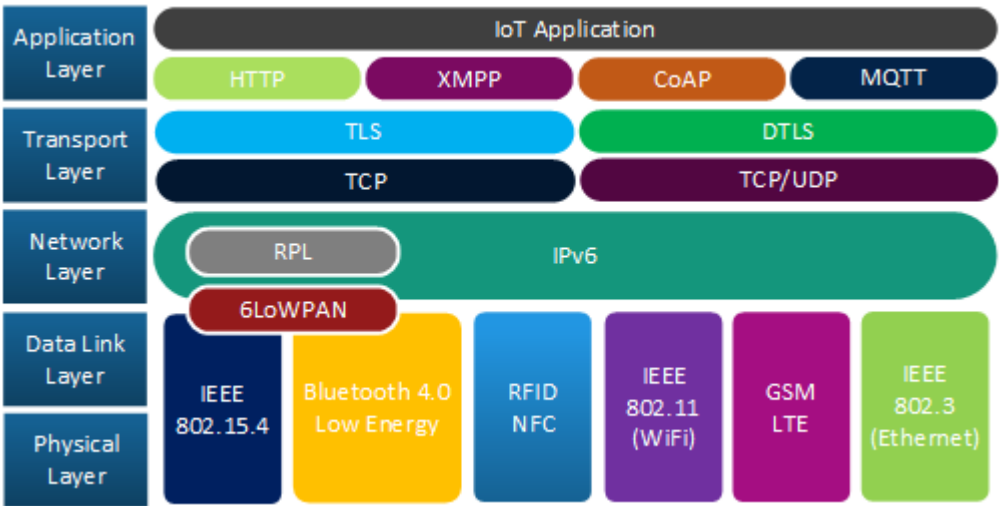 Application
Layer
IoT Application
HTTP
XMPP
CoAP
MQTT
Transport
Layer
TLS
DTLS
TCP
TCP/UDP
Network
Layer
RPL
IPv6
6LoWPAN
Data Link
Layer
Physical
Layer
IEEE
802.15.4
Bluetooth 4.0
Low Energy
RFID
NFC
IEEE
802.11
(WiFi)
GSM
LTE
IEEE
802.3
(Ethernet)